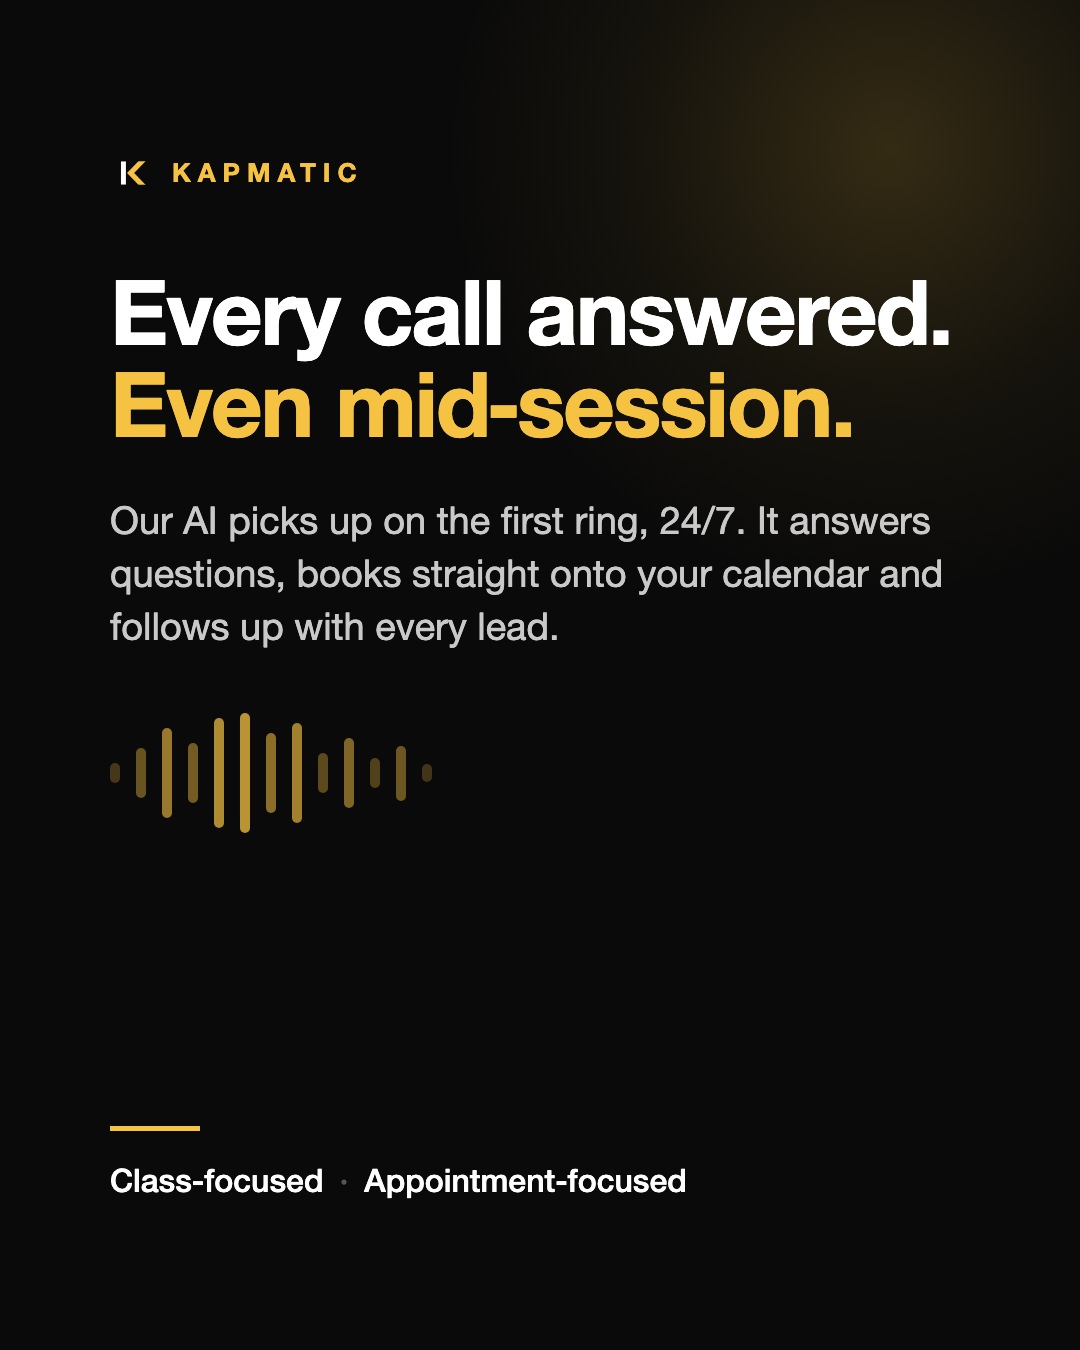 KAPMATIC
Every call answered.
Even mid-session.
Our AI picks up on the first ring, 24/7. It answers
questions, books straight onto your calendar and
follows up with every lead.
Class-focused · Appointment-focused